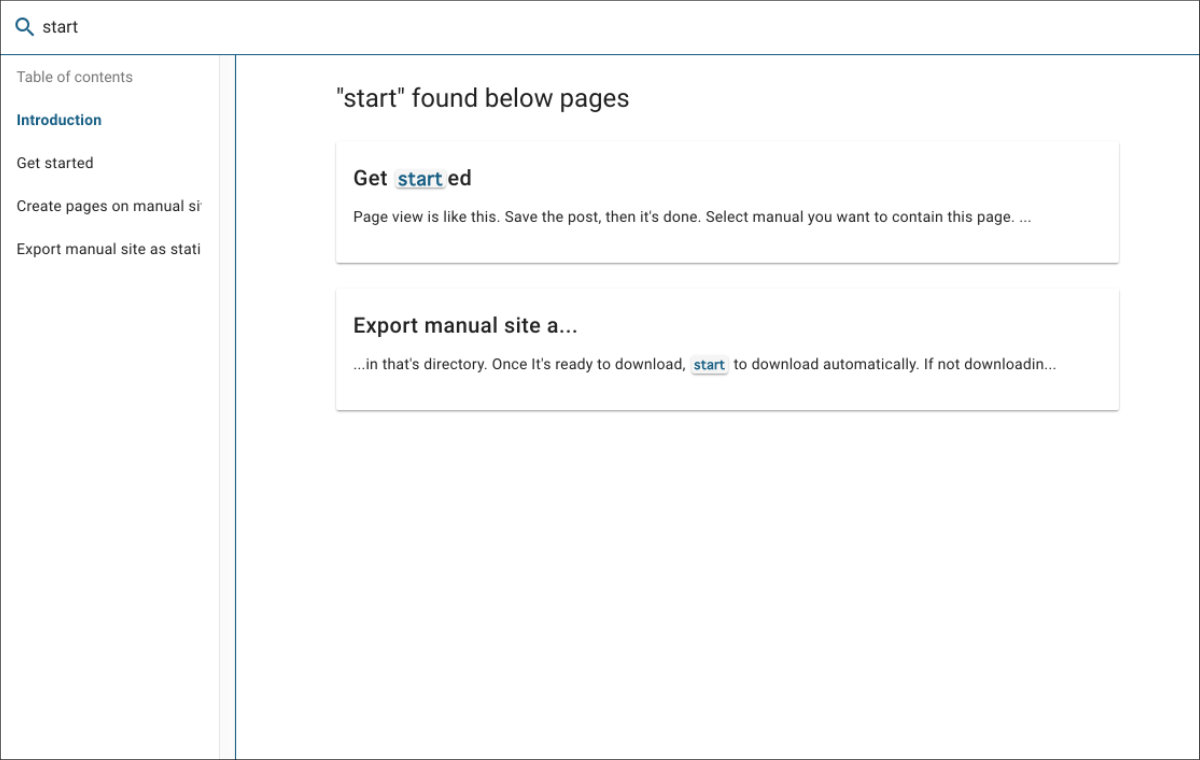 start
Table of contents
Introduction
Get started
Create pages on manual si
Export manual site as stati
"start" found below pages
Get started
Page view is like this. Save the post, then it's done. Select manual you want to contain this page. ...
Export manual site a...
...in that's directory. Once It's ready to download, start to download automatically. If not downloadin...